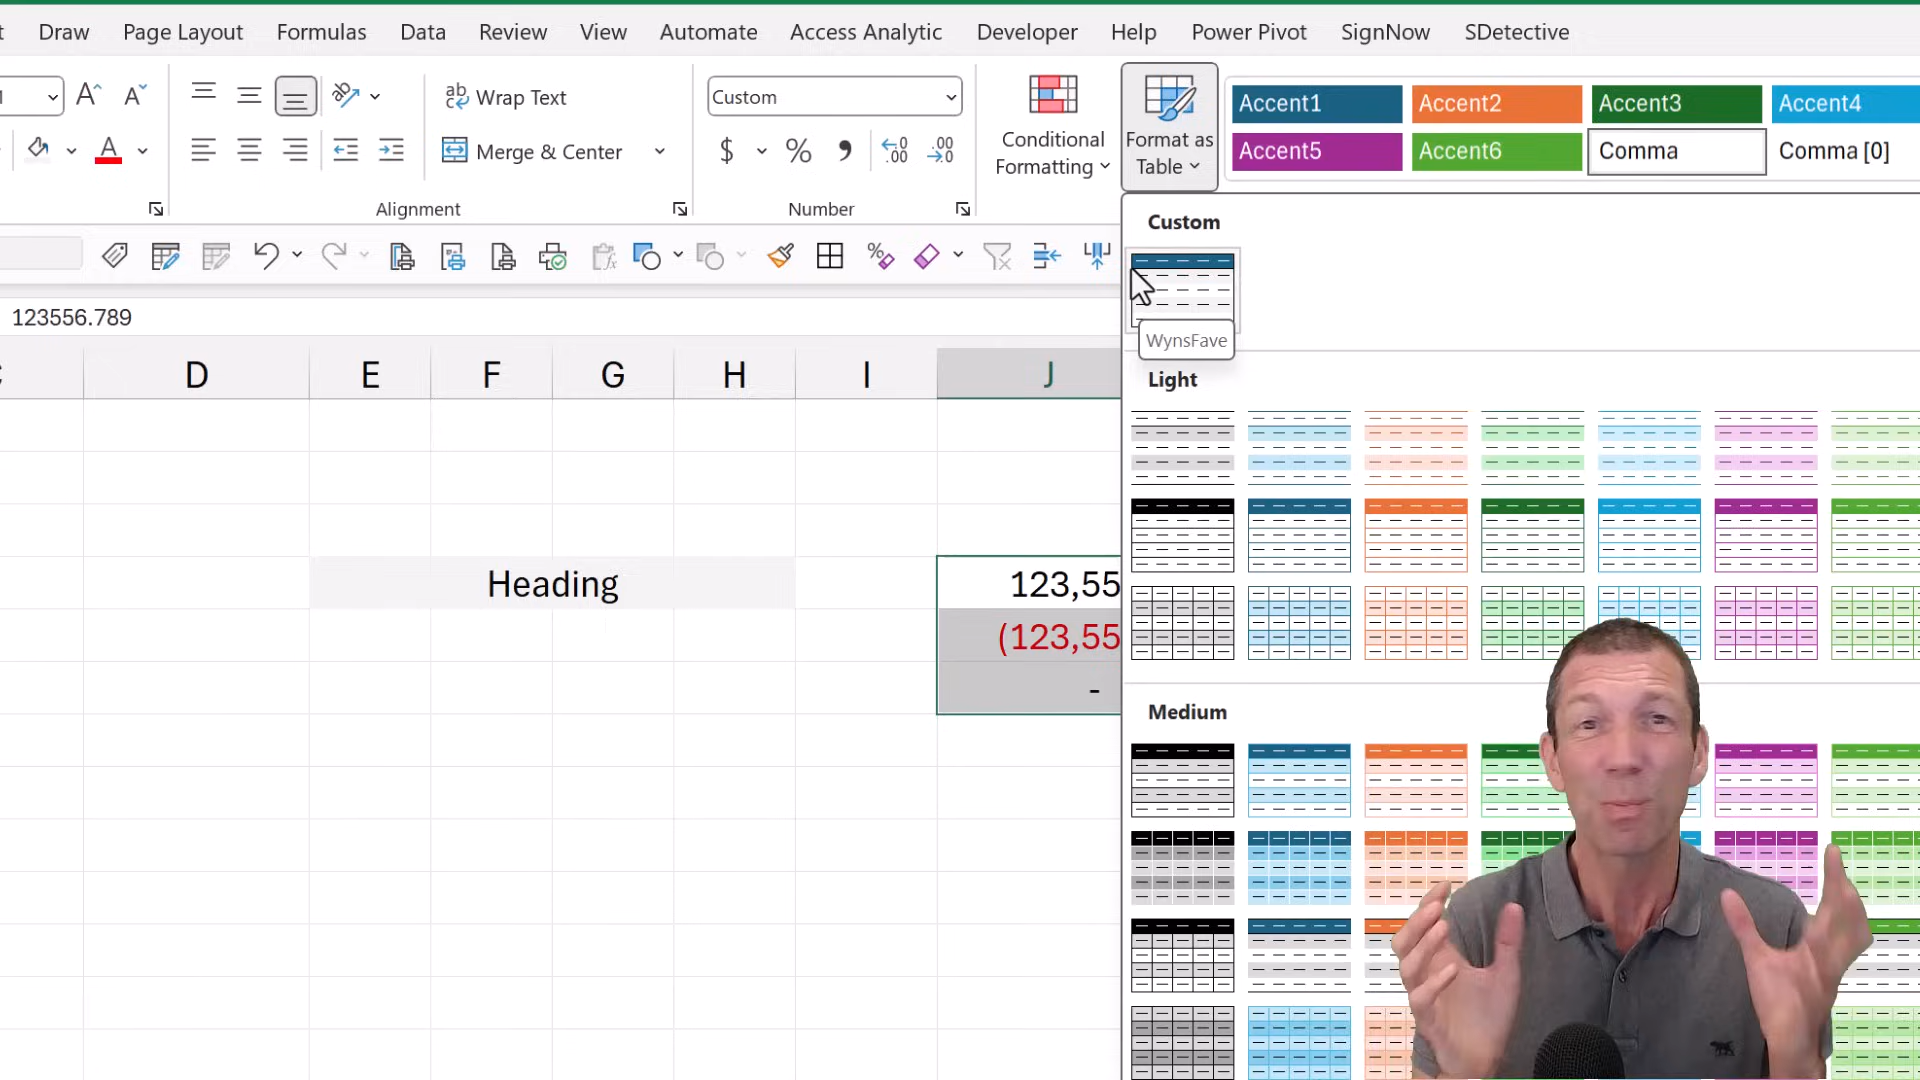 Draw Page Layout Formulas Data Review View Automate Access Analytic Developer Help Power Pivot SignNow SDetective
Wrap Text
Custom
Conditional Formatting
Format as Table
Accent1 Accent2 Accent3 Accent4
Merge & Center
Accent5 Accent6 Comma Comma [0]
Alignment Number
Custom
123556.789
WynsFave
D E F G H I J
Light
Heading 123,55
(123,55
-
Medium